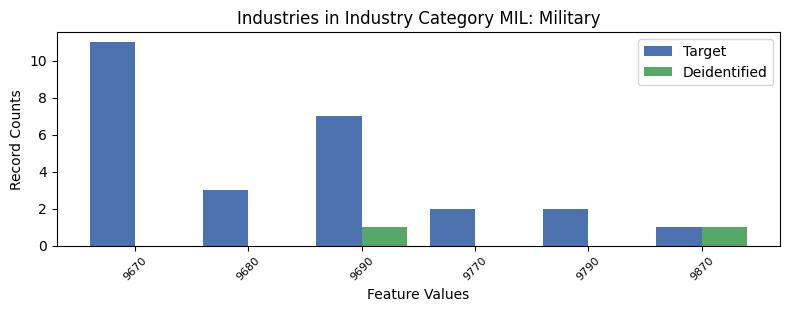 Industries in Industry Category MIL: Military
Target
Deidentified
Record Counts
10
8
6
4
2
0
9670 9680 9690 9770 9790 9870
Feature Values